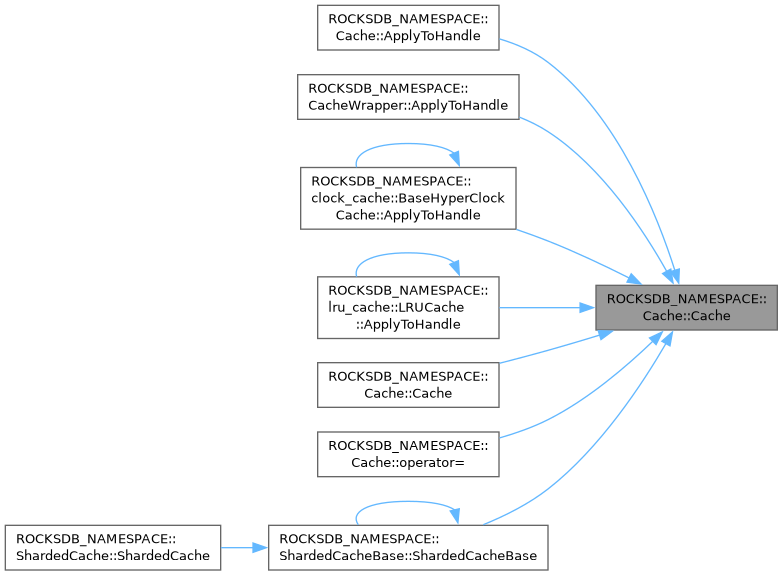 ROCKSDB_NAMESPACE::
Cache::ApplyToHandle
ROCKSDB_NAMESPACE::
CacheWrapper::ApplyToHandle
ROCKSDB_NAMESPACE::
clock_cache::BaseHyperClock
Cache::ApplyToHandle
ROCKSDB_NAMESPACE::
lru_cache::LRUCache
::ApplyToHandle
ROCKSDB_NAMESPACE::
Cache::Cache
ROCKSDB_NAMESPACE::
Cache::Cache
ROCKSDB_NAMESPACE::
Cache::operator=
ROCKSDB_NAMESPACE::
ShardedCache::ShardedCache
ROCKSDB_NAMESPACE::
ShardedCacheBase::ShardedCacheBase